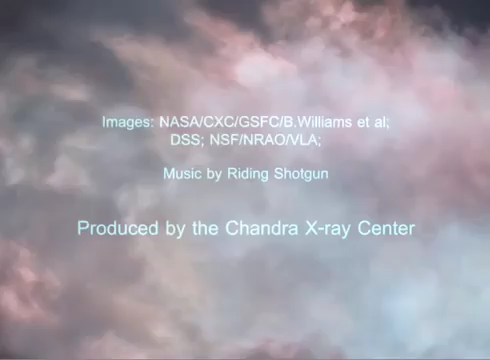 Images: NASA/CXC/GSFC/B.Williams et al;
DSS; NSF/NRAO/VLA;
Music by Riding Shotgun
Produced by the Chandra X-ray Center